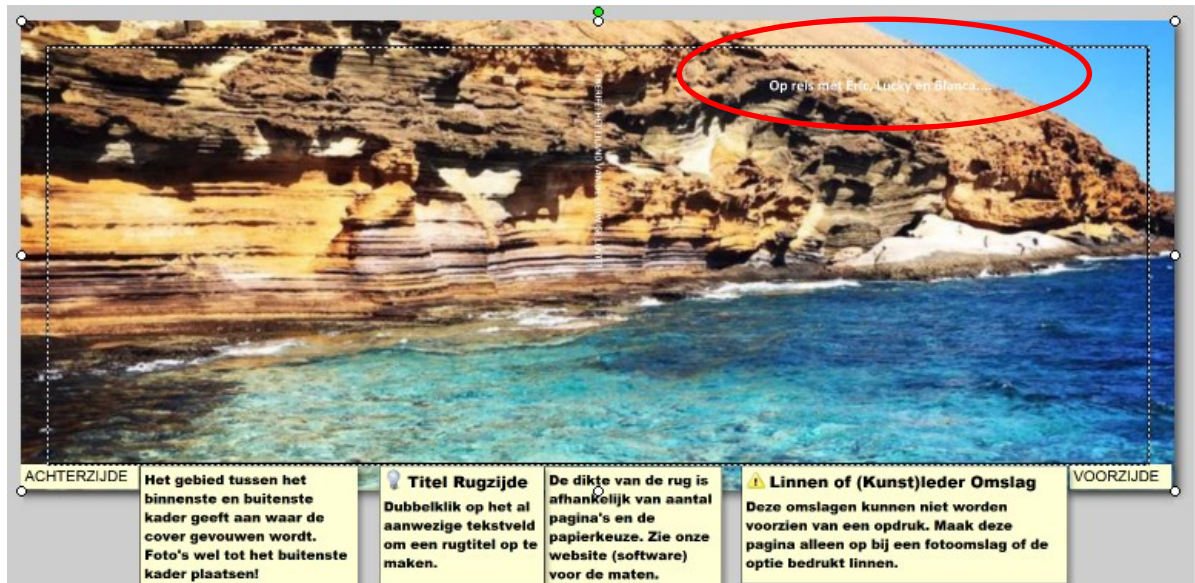 Op reis met Eric, Lucky en Blanca....
ACHTERZIJDE
Het gebied tussen het
binnenste en buitenste
kader geeft aan waar de
cover gevouwen wordt.
Foto's wel tot het buitenste
kader plaatsen!
Titel Rugzijde
Dubbelklik op het al
aanwezige tekstveld
om een rugtitel op te
maken.
De dikte van de rug is
afhankelijk van aantal
pagina's en de
papierkeuze. Zie onze
website (software)
voor de maten.
Linnen of (Kunst)leder Omslag
Deze omslagen kunnen niet worden
voorzien van een opdruk. Maak deze
pagina alleen op bij een fotoomslag of de
optie bedrukt linnen.
VOORZIJDE